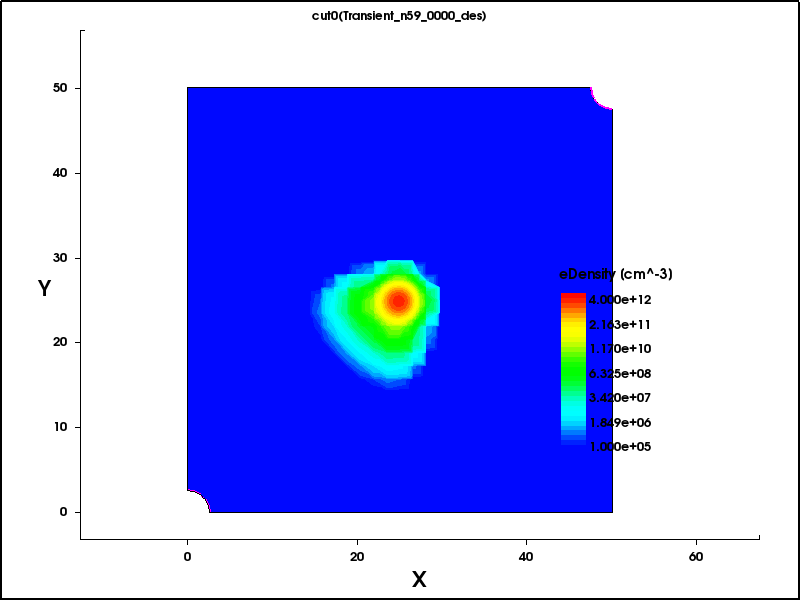 cut0(Transient_n59_0000_des)
50
40
30
20
10
0
Y
eDensity (cm^-3)
4.000e+12
2.163e+11
1.170e+10
6.325e+08
3.420e+07
1.849e+06
1.000e+05
0
20
40
60
X